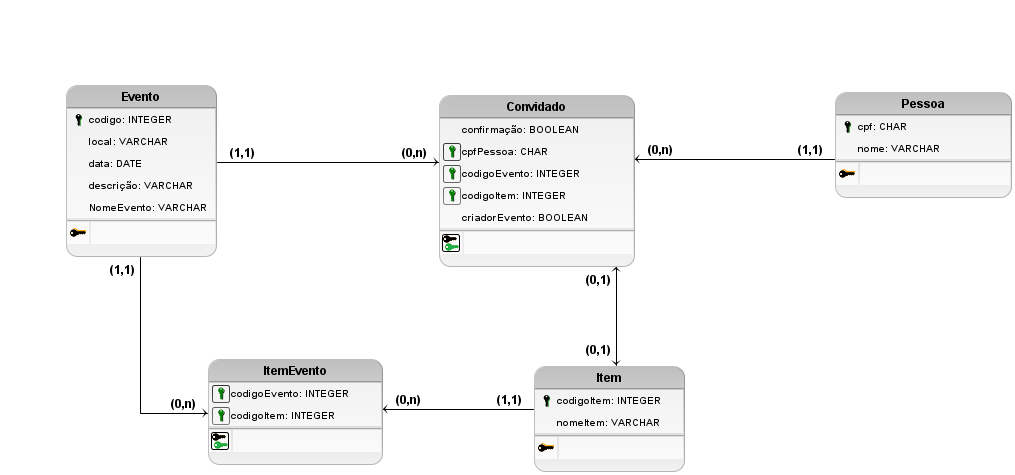 Evento
codigo: INTEGER
local: VARCHAR
data: DATE
descrição: VARCHAR
NomeEvento: VARCHAR
(1,1)
(0,n)
Convidado
confirmação: BOOLEAN
cpfPessoa: CHAR
codigoEvento: INTEGER
codigoItem: INTEGER
criadorEvento: BOOLEAN
(0,n)
(1,1)
Pessoa
cpf: CHAR
nome: VARCHAR
(1,1)
(0,1)
(0,1)
(0,n)
ItemEvento
codigoEvento: INTEGER
codigoItem: INTEGER
(0,n)
(1,1)
Item
codigoItem: INTEGER
nomeItem: VARCHAR